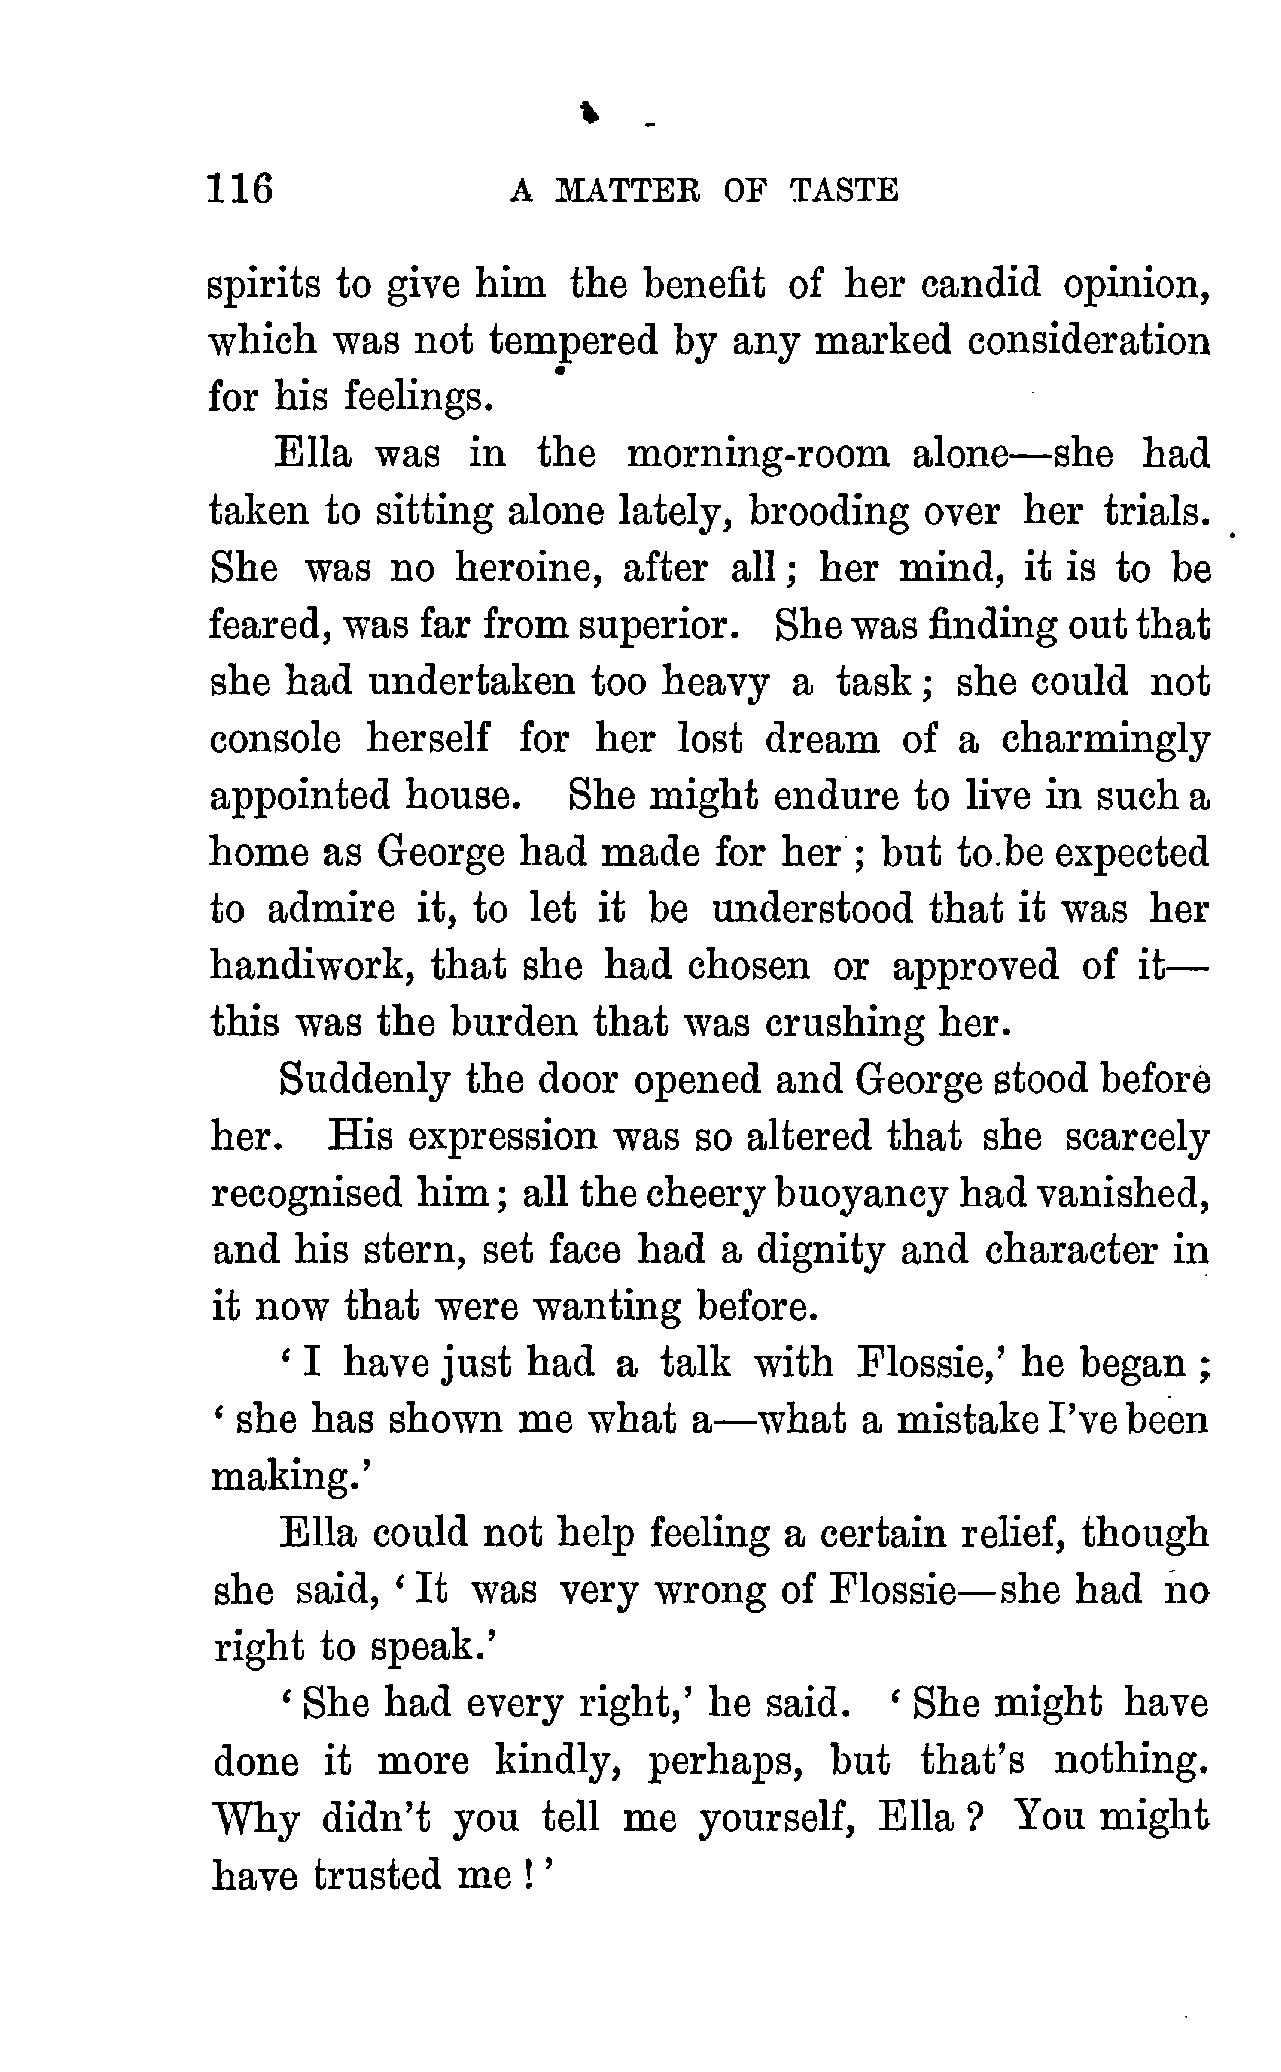 116 A MATTER OF TASTE
spirits to give him the benefit of her candid opinion,
which was not tempered by any marked consideration
for his feelings.
Ella was in the morning-room alone—she had
taken to sitting alone lately, brooding over her trials.
She was no heroine, after all; her mind, it is to be
feared, was far from superior. She was finding out that
she had undertaken too heavy a task; she could not
console herself for her lost dream of a charmingly
appointed house. She might endure to live in such a
home as George had made for her; but to be expected
to admire it, to let it be understood that it was her
handiwork, that she had chosen or approved of it—
this was the burden that was crushing her.
Suddenly the door opened and George stood before
her. His expression was so altered that she scarcely
recognised him; all the cheery buoyancy had vanished,
and his stern, set face had a dignity and character in
it now that were wanting before.
‘I have just had a talk with Flossie,’ he began;
‘she has shown me what a—what a mistake I’ve been
making.’
Ella could not help feeling a certain relief, though
she said, ‘It was very wrong of Flossie—she had no
right to speak.’
‘She had every right,’ he said. ‘She might have
done it more kindly, perhaps, but that’s nothing.
Why didn’t you tell me yourself, Ella? You might
have trusted me!’